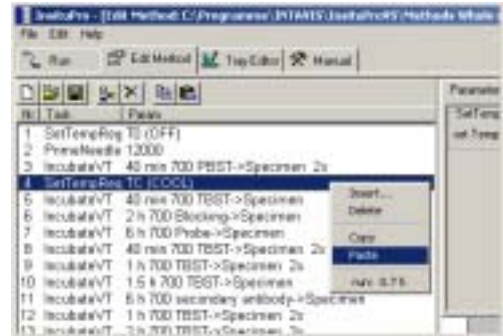 InsituPro - [Edit Method: C:\Programme\INTAVIS\InsituProVS\Methods Whole
File Edit Help
Run Edit Method Tray Editor Manual
Nr Task Param
1 SetTempReg T0 (OFF)
2 PrimeNeedle 12000
3 IncubateVT 40 min 700 PBST->Specimen 2x
4 SetTempReg TC (COOL)
5 IncubateVT 40 min 700 TBST->Specimen
6 IncubateVT 2 h 700 Blocking->Specimen
7 IncubateVT 6 h 700 Probe->Specimen
8 IncubateVT 40 min 700 TBST->Specimen 2x
9 IncubateVT 1 h 700 TBST->Specimen 2x
10 IncubateVT 1.5 h 700 TBST->Specimen
11 IncubateVT 6 h 700 secondary antibody->Specimen
12 IncubateVT 1 h 700 TBST->Specimen 2x
13 IncubateVT 2 h 700 TBST->Specimen
Insert...
Delete
Copy
Paste
Parameter
SetTemp
set Temp